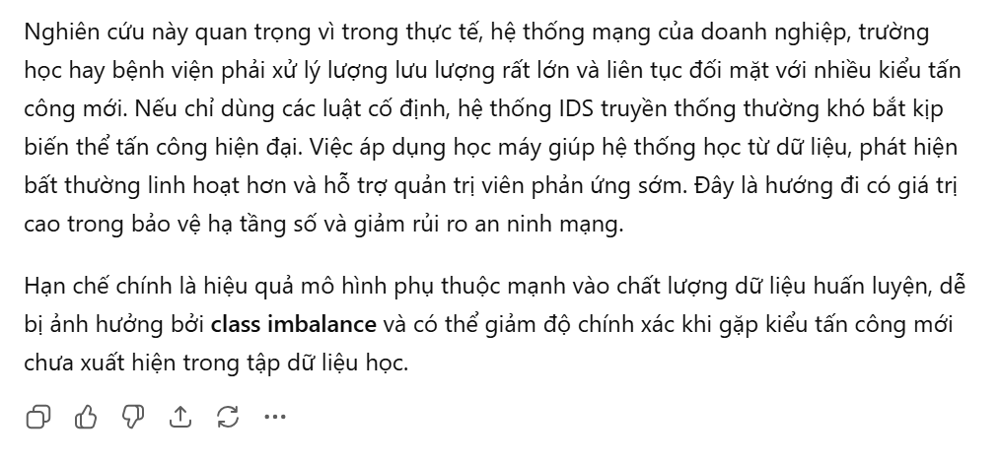 Nghiên cứu này quan trọng vì trong thực tế, hệ thống mạng của doanh nghiệp, trường
học hay bệnh viện phải xử lý lượng lưu lượng rất lớn và liên tục đối mặt với nhiều kiểu tấn
công mới. Nếu chỉ dùng các luật cố định, hệ thống IDS truyền thống thường khó bắt kịp
biến thể tấn công hiện đại. Việc áp dụng học máy giúp hệ thống học từ dữ liệu, phát hiện
bất thường linh hoạt hơn và hỗ trợ quản trị viên phản ứng sớm. Đây là hướng đi có giá trị
cao trong bảo vệ hạ tầng số và giảm rủi ro an ninh mạng.
Hạn chế chính là hiệu quả mô hình phụ thuộc mạnh vào chất lượng dữ liệu huấn luyện, dễ
bị ảnh hưởng bởi class imbalance và có thể giảm độ chính xác khi gặp kiểu tấn công mới
chưa xuất hiện trong tập dữ liệu học.